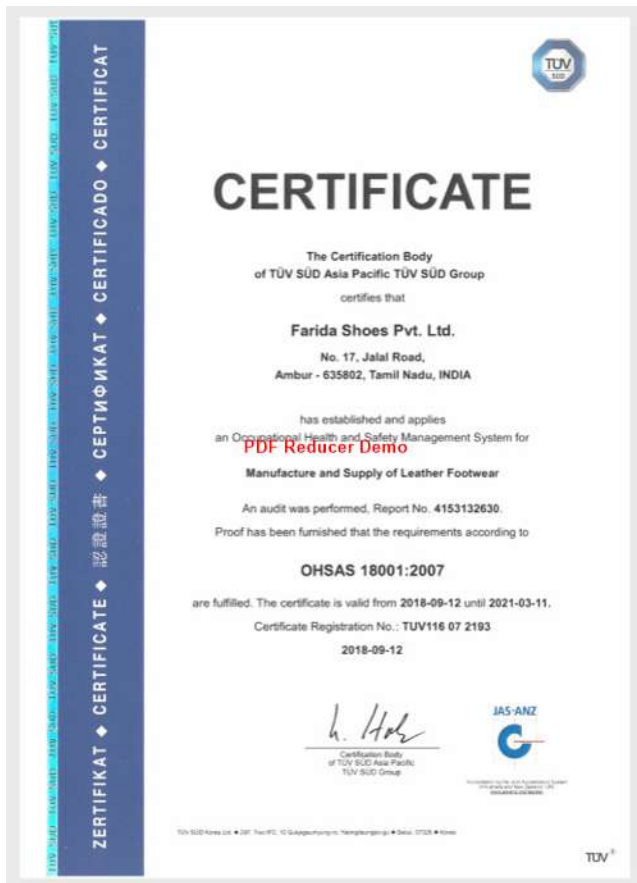 TÜV
SÜD
CERTIFICATE
The Certification Body
of TÜV SÜD Asia Pacific TÜV SÜD Group
certifies that
Farida Shoes Pvt. Ltd.
No. 17, Jalal Road,
Ambur - 635802, Tamil Nadu, INDIA
has established and applies
an Occupational Health and Safety Management System for
PDF Reducer Demo
Manufacture and Supply of Leather Footwear
An audit was performed, Report No. 4153132630.
Proof has been furnished that the requirements according to
OHSAS 18001:2007
are fulfilled. The certificate is valid from 2018-09-12 until 2021-03-11.
Certificate Registration No.: TUV116 07 2193
2018-09-12
JAS-ANZ
Certification Body
of TÜV SÜD Asia Pacific
TÜV SÜD Group
TÜV®
ZERTIFIKAT ◆ CERTIFICATE ◆ 認證證書 ◆ СЕРТИФИКАТ ◆ CERTIFICADO ◆ CERTIFICAT